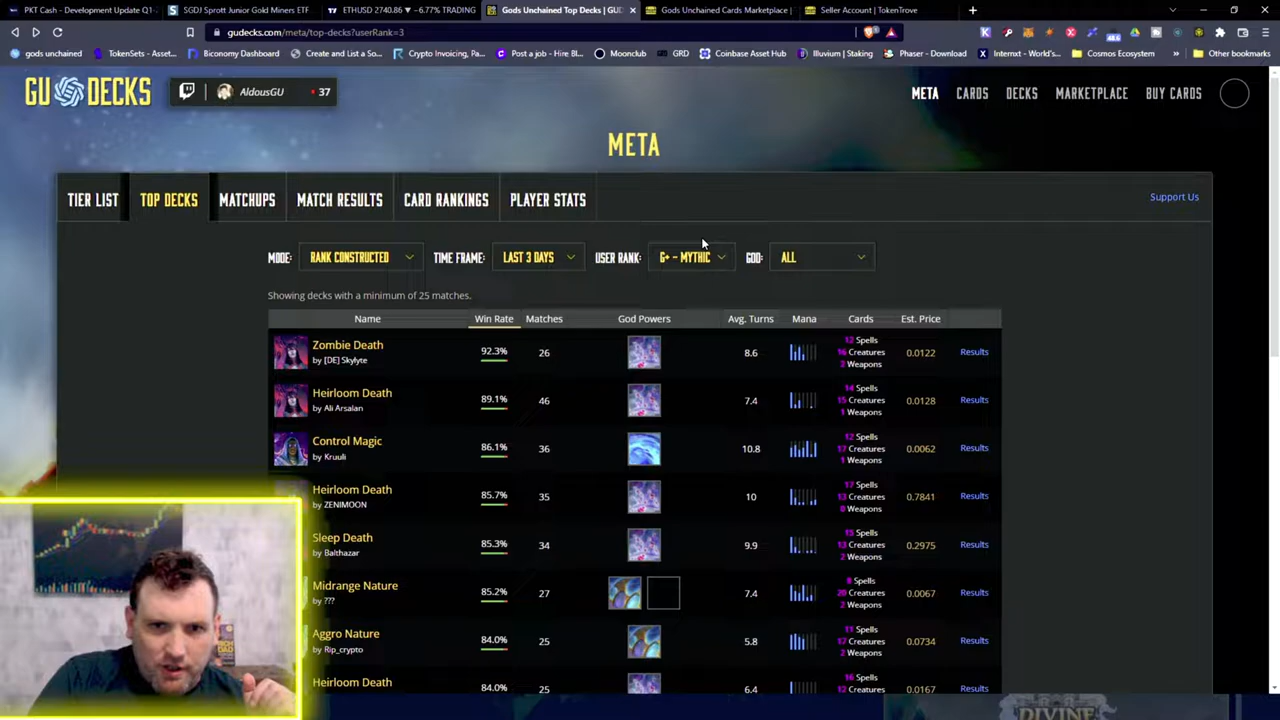 PKT Cash - Development Update Q1-
SGDJ Sprott Junior Gold Miners ETF
ETHUSD 2740.86 ▼ −6.77% TRADING
Gods Unchained Top Decks | GUD
Gods Unchained Cards Marketplace |
Seller Account | TokenTrove
gudecks.com/meta/top-decks?userRank=3
gods unchained
TokenSets - Asset...
Biconomy Dashboard
Create and List a So...
Crypto Invoicing, Pa...
Post a job - Hire Bl...
Moonclub
GRD
Coinbase Asset Hub
Illuvium | Staking
Phaser - Download
Internxt - World's...
Cosmos Ecosystem
Other bookmarks
GU DECKS
AldousGU
37
META
CARDS
DECKS
MARKETPLACE
BUY CARDS
META
TIER LIST
TOP DECKS
MATCHUPS
MATCH RESULTS
CARD RANKINGS
PLAYER STATS
Support Us
MODE: RANK CONSTRUCTED
TIME FRAME: LAST 3 DAYS
USER RANK: G+ - MYTHIC
GOD: ALL
Showing decks with a minimum of 25 matches.
Name Win Rate Matches God Powers Avg. Turns Mana Cards Est. Price
Zombie Death
by [DE] Skylyte
92.3% 26 8.6
12 Spells
16 Creatures
2 Weapons
0.0122 Results
Heirloom Death
by Ali Arsalan
89.1% 46 7.4
14 Spells
15 Creatures
1 Weapons
0.0128 Results
Control Magic
by Kruuli
86.1% 36 10.8
12 Spells
17 Creatures
1 Weapons
0.0062 Results
Heirloom Death
by ZENIMOON
85.7% 35 10
17 Spells
13 Creatures
0 Weapons
0.7841 Results
Sleep Death
by Balthazar
85.3% 34 9.9
15 Spells
13 Creatures
2 Weapons
0.2975 Results
Midrange Nature
by ???
85.2% 27 7.4
Spells
20 Creatures
2 Weapons
0.0067 Results
Aggro Nature
by Rip_crypto
84.0% 25 5.8
11 Spells
17 Creatures
2 Weapons
0.0734 Results
Heirloom Death
84.0% 25 6.4
16 Spells
12 Creatures
0.0167 Results
DIVINE